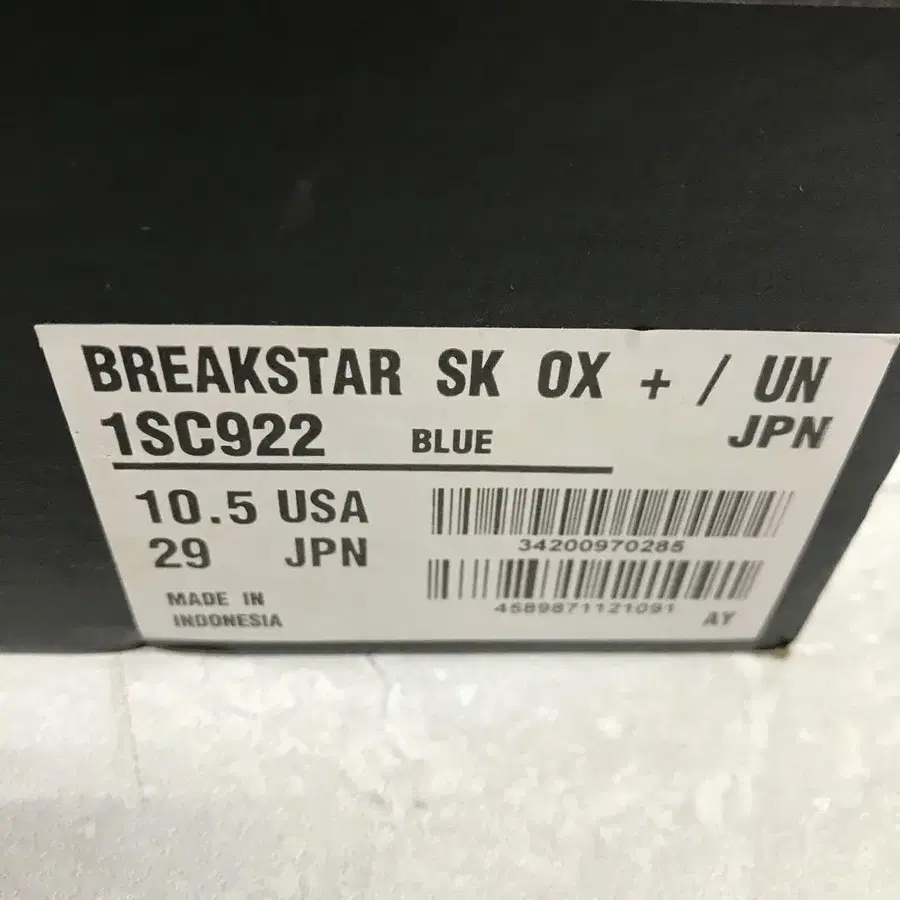 BREAKSTAR SK OX + / UN
1SC922 BLUE JPN
10.5 USA
29 JPN
34200970285
4589871121091
MADE IN
INDONESIA
AY